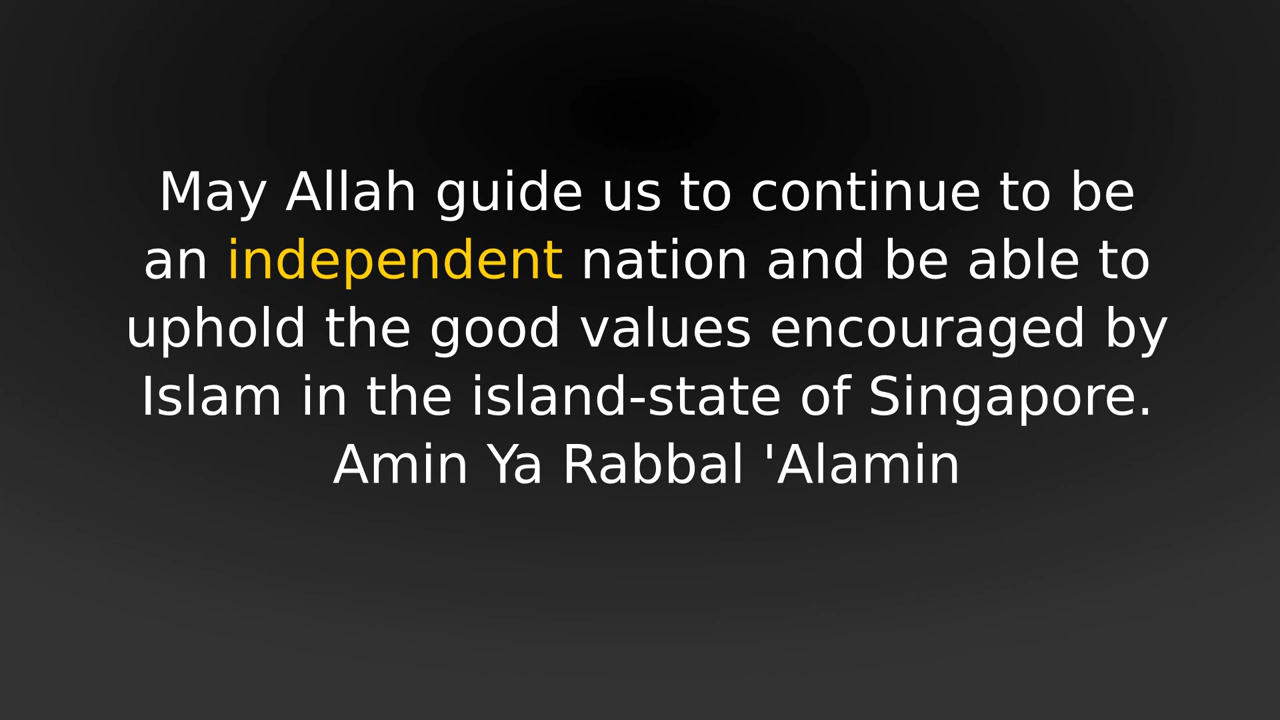 May Allah guide us to continue to be
an independent nation and be able to
uphold the good values encouraged by
Islam in the island-state of Singapore.
Amin Ya Rabbal 'Alamin